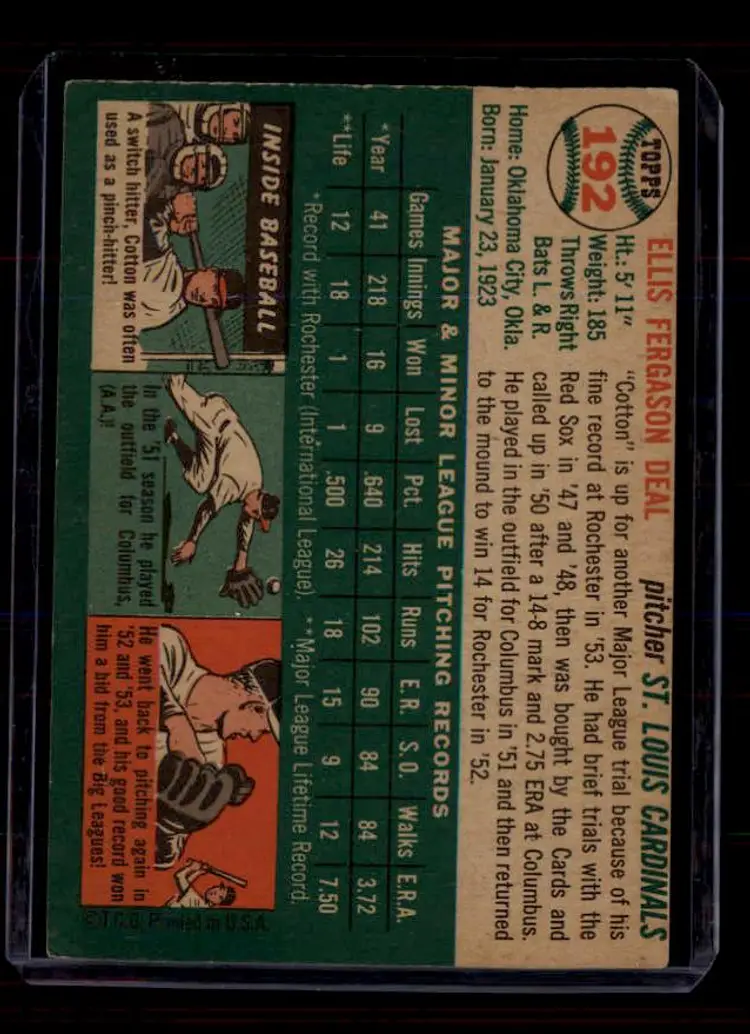 TOPPS
192
ELLIS FERGASON DEAL
pitcher ST. LOUIS CARDINALS
Ht.: 5' 11"
Weight: 185
Throws Right
Bats L. & R.
Home: Oklahoma City, Okla.
Born: January 23, 1923
"Cotton" is up for another Major League trial because of his
fine record at Rochester in '53. He had brief trials with the
Red Sox in '47 and '48, then was bought by the Cards and
called up in '50 after a 14-8 mark and 2.75 ERA at Columbus.
He played in the outfield for Columbus in '51 and then returned
to the mound to win 14 for Rochester in '52.
MAJOR & MINOR LEAGUE PITCHING RECORDS
Games Innings Won Lost Pct. Hits Runs E.R. S.O. Walks E.R.A.
*Year 41 218 16 9 .640 214 102 90 84 84 3.72
**Life 12 18 1 1 .500 26 18 15 9 12 7.50
*Record with Rochester (International League). **Major League Lifetime Record.
INSIDE BASEBALL
A switch hitter, Cotton was often
used as a pinch-hitter!
In the '51 season he played
the outfield for Columbus,
(A.A.)!
He went back to pitching again in
'52 and '53, and his good record won
him a bid from the Big Leagues!
©T.C.G. Printed in U.S.A.